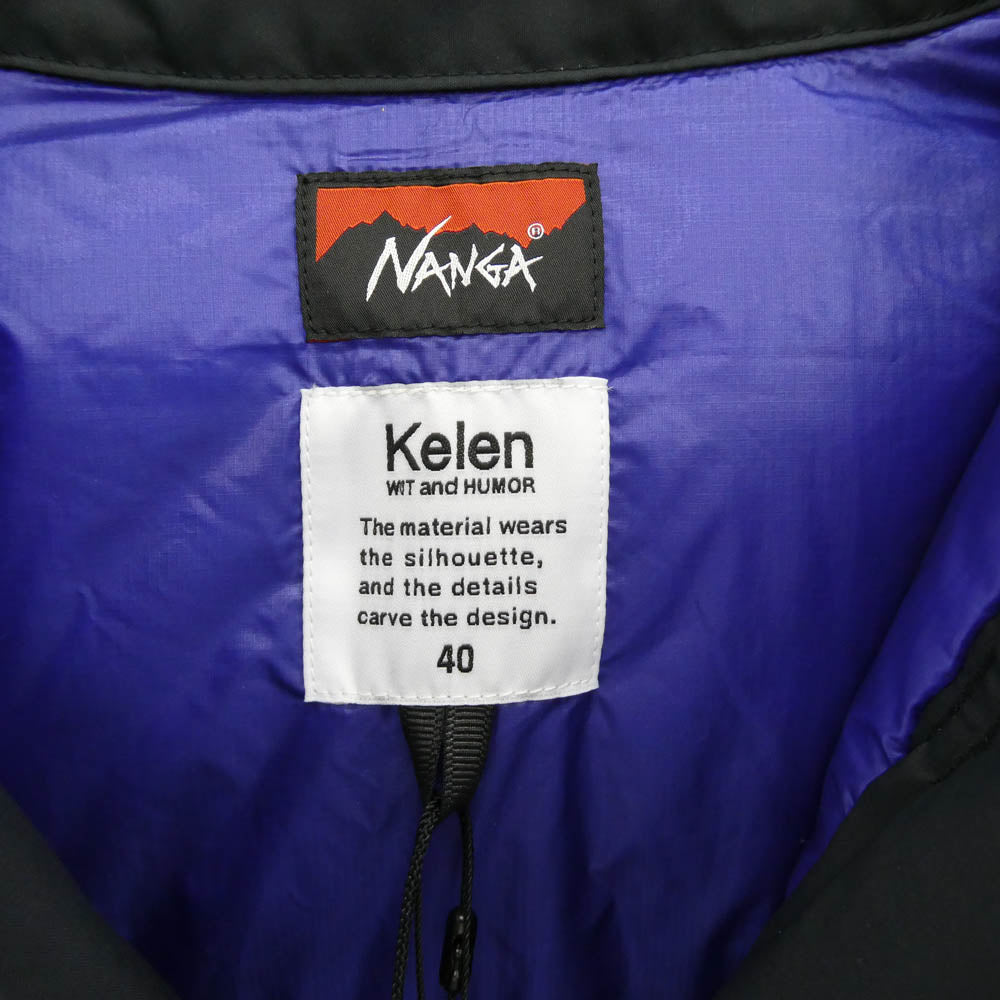 NANGA®
Kelen
WIT and HUMOR
The material wears
the silhouette,
and the details
carve the design.
40